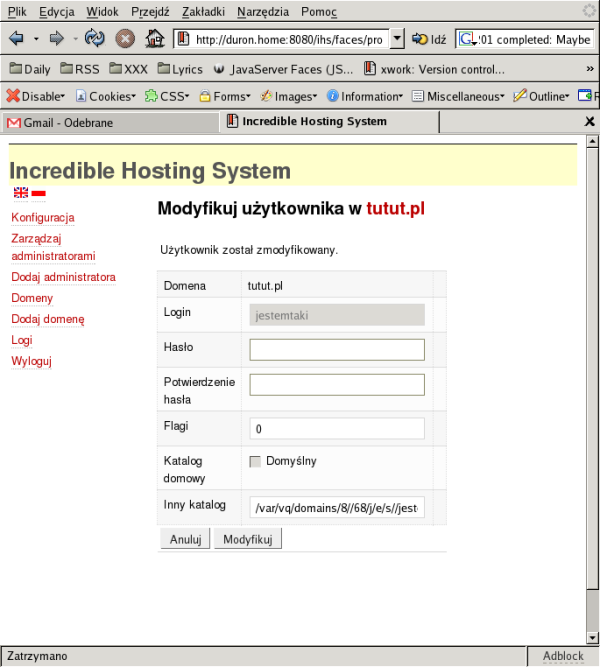 Plik Edycja Widok Przejdź Zakładki Narzędzia Pomoc
http://duron.home:8080/ihs/faces/pro Idź '01 completed: Maybe
Daily RSS XXX Lyrics JavaServer Faces (JS... xwork: Version control... »
Disable Cookies CSS Forms Images Information Miscellaneous Outline R
Gmail - Odebrane Incredible Hosting System X
Incredible Hosting System
Konfiguracja
Zarządzaj
administratorami
Dodaj administratora
Domeny
Dodaj domenę
Logi
Wyloguj
Modyfikuj użytkownika w tutut.pl
Użytkownik został zmodyfikowany.
Domena tutut.pl
Login jestemtaki
Hasło
Potwierdzenie
hasła
Flagi 0
Katalog
domowy
Domyślny
Inny katalog /var/vq/domains/8//68/j/e/s//jest
Anuluj Modyfikuj
Zatrzymano Adblock